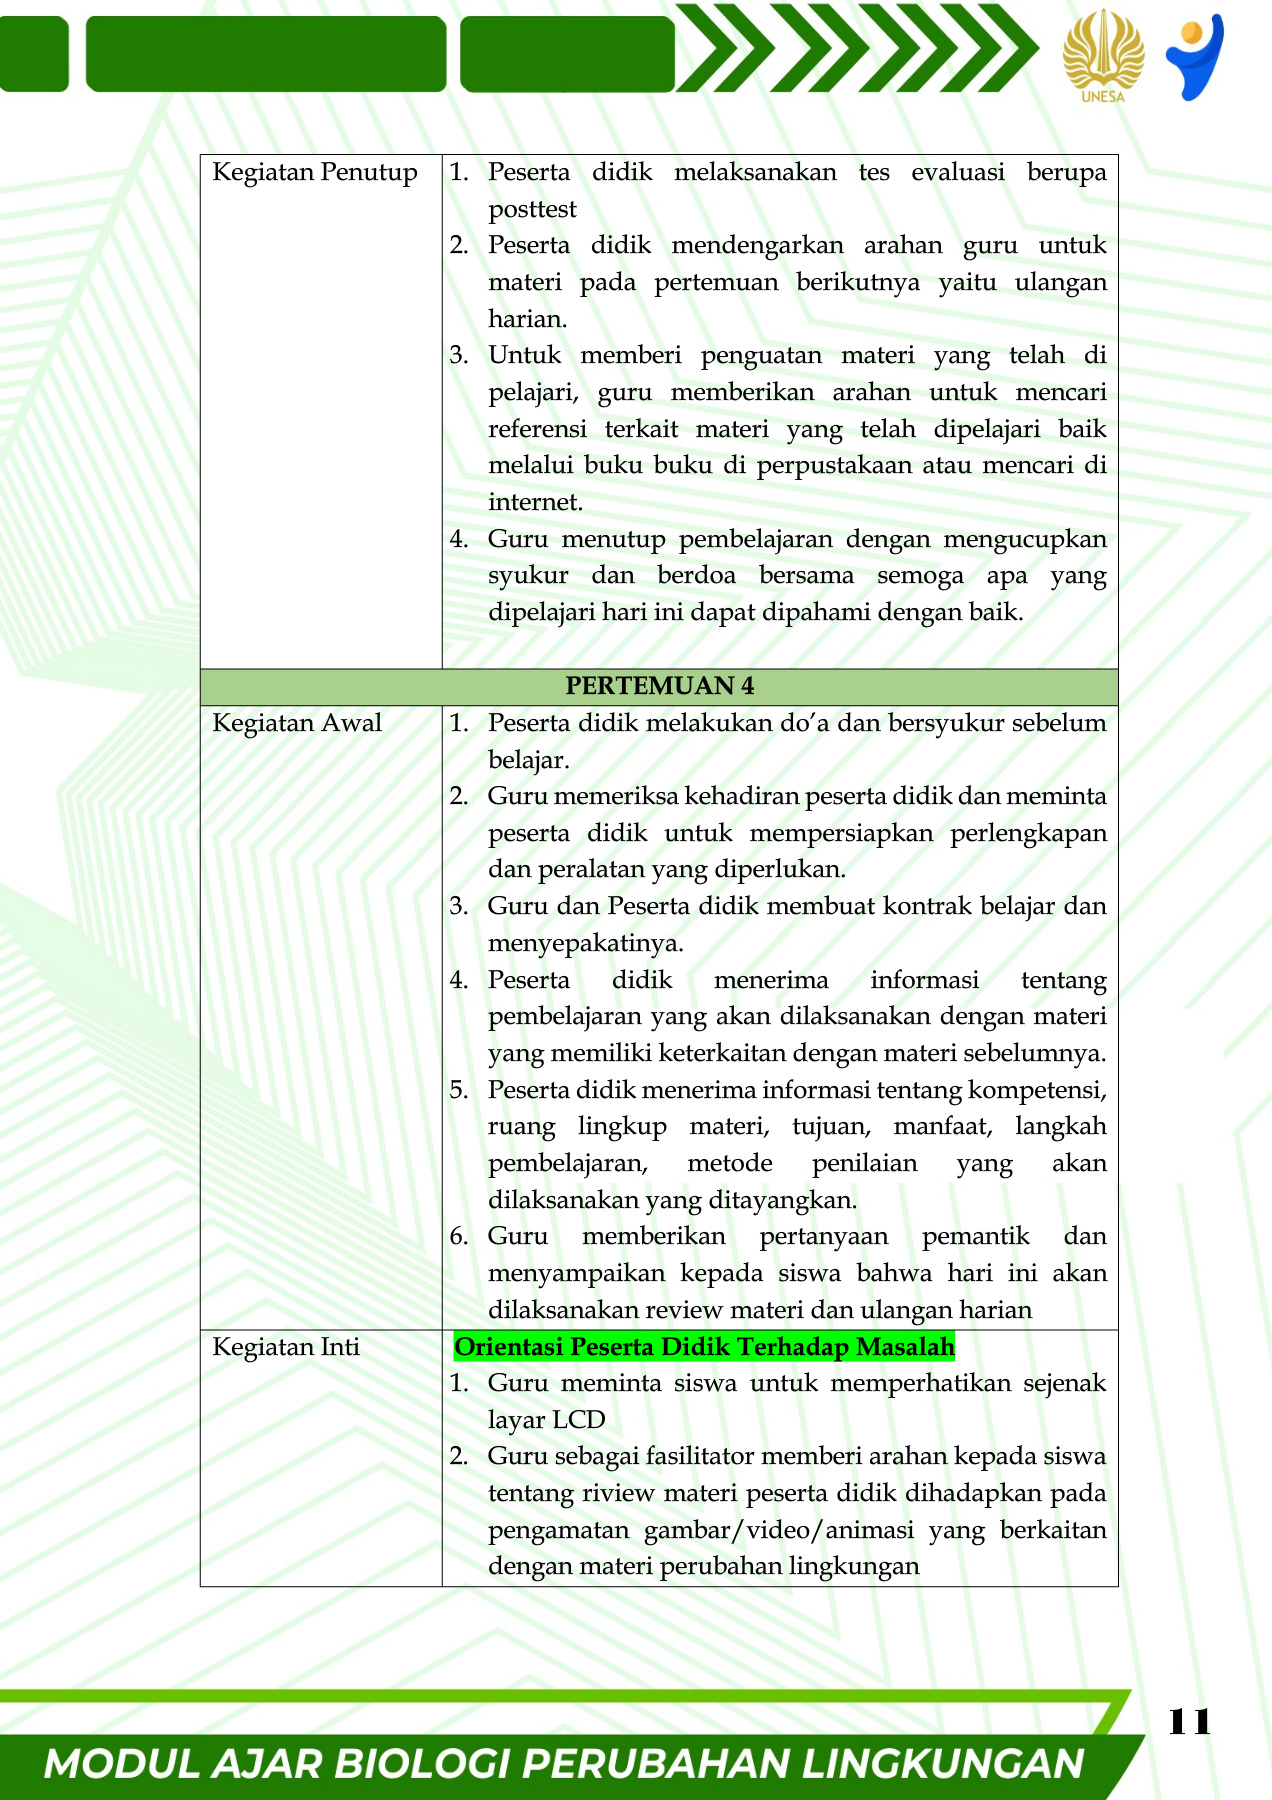 UNESA
Kegiatan Penutup
1. Peserta didik melaksanakan tes evaluasi berupa
posttest
2. Peserta didik mendengarkan arahan guru untuk
materi pada pertemuan berikutnya yaitu ulangan
harian.
3. Untuk memberi penguatan materi yang telah di
pelajari, guru memberikan arahan untuk mencari
referensi terkait materi yang telah dipelajari baik
melalui buku buku di perpustakaan atau mencari di
internet.
4. Guru menutup pembelajaran dengan mengucupkan
syukur dan berdoa bersama semoga apa yang
dipelajari hari ini dapat dipahami dengan baik.
PERTEMUAN 4
Kegiatan Awal
1. Peserta didik melakukan do’a dan bersyukur sebelum
belajar.
2. Guru memeriksa kehadiran peserta didik dan meminta
peserta didik untuk mempersiapkan perlengkapan
dan peralatan yang diperlukan.
3. Guru dan Peserta didik membuat kontrak belajar dan
menyepakatinya.
4. Peserta didik menerima informasi tentang
pembelajaran yang akan dilaksanakan dengan materi
yang memiliki keterkaitan dengan materi sebelumnya.
5. Peserta didik menerima informasi tentang kompetensi,
ruang lingkup materi, tujuan, manfaat, langkah
pembelajaran, metode penilaian yang akan
dilaksanakan yang ditayangkan.
6. Guru memberikan pertanyaan pemantik dan
menyampaikan kepada siswa bahwa hari ini akan
dilaksanakan review materi dan ulangan harian
Kegiatan Inti
Orientasi Peserta Didik Terhadap Masalah
1. Guru meminta siswa untuk memperhatikan sejenak
layar LCD
2. Guru sebagai fasilitator memberi arahan kepada siswa
tentang riview materi peserta didik dihadapkan pada
pengamatan gambar/video/animasi yang berkaitan
dengan materi perubahan lingkungan
11
MODUL AJAR BIOLOGI PERUBAHAN LINGKUNGAN